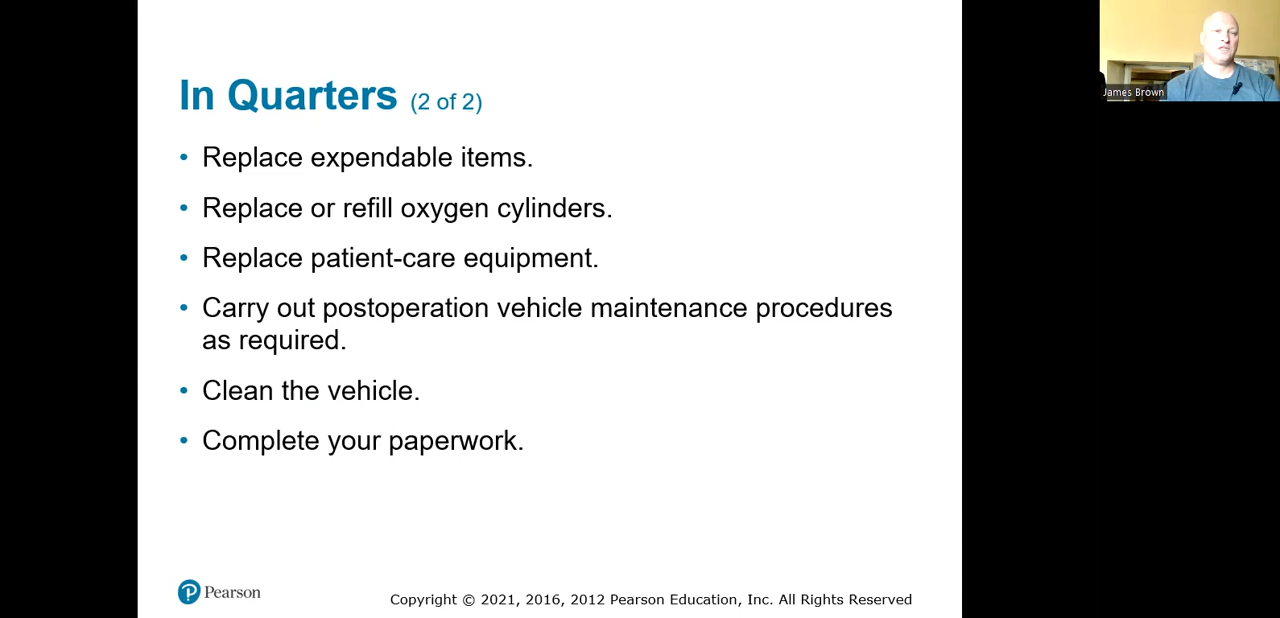 In Quarters (2 of 2)
• Replace expendable items.
• Replace or refill oxygen cylinders.
• Replace patient-care equipment.
• Carry out postoperation vehicle maintenance procedures
as required.
• Clean the vehicle.
• Complete your paperwork.
Pearson
Copyright © 2021, 2016, 2012 Pearson Education, Inc. All Rights Reserved
James Brown